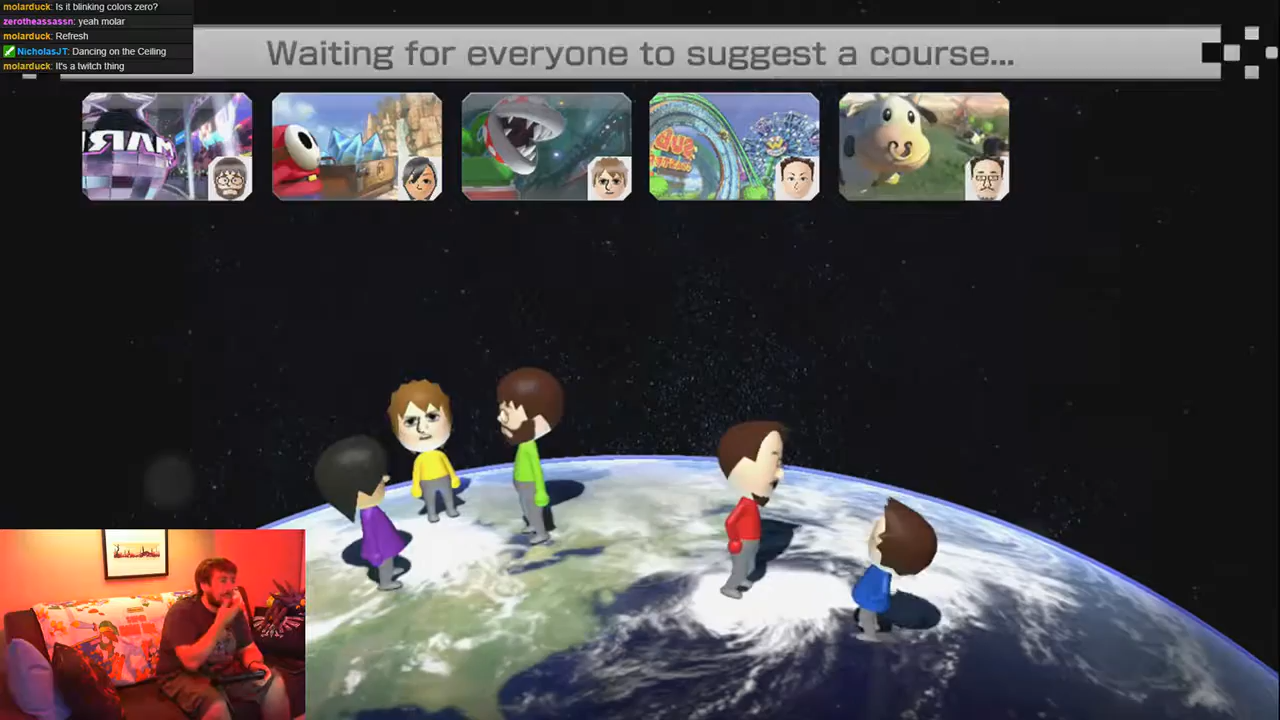 molarduck: Is it blinking colors zero?
zerotheassassn: yeah molar
molarduck: Refresh
NicholasJT: Dancing on the Ceiling
molarduck: It's a twitch thing
Waiting for everyone to suggest a course...